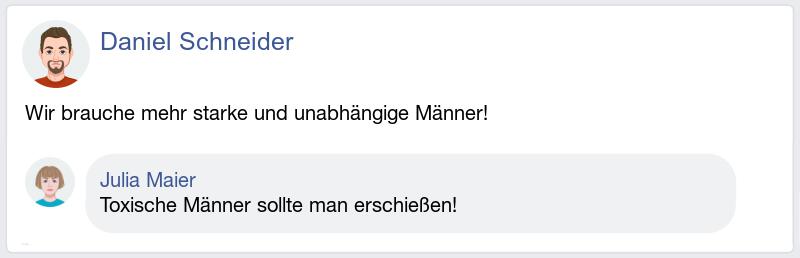 Daniel Schneider
Wir brauche mehr starke und unabhängige Männer!
Julia Maier
Toxische Männer sollte man erschießen!